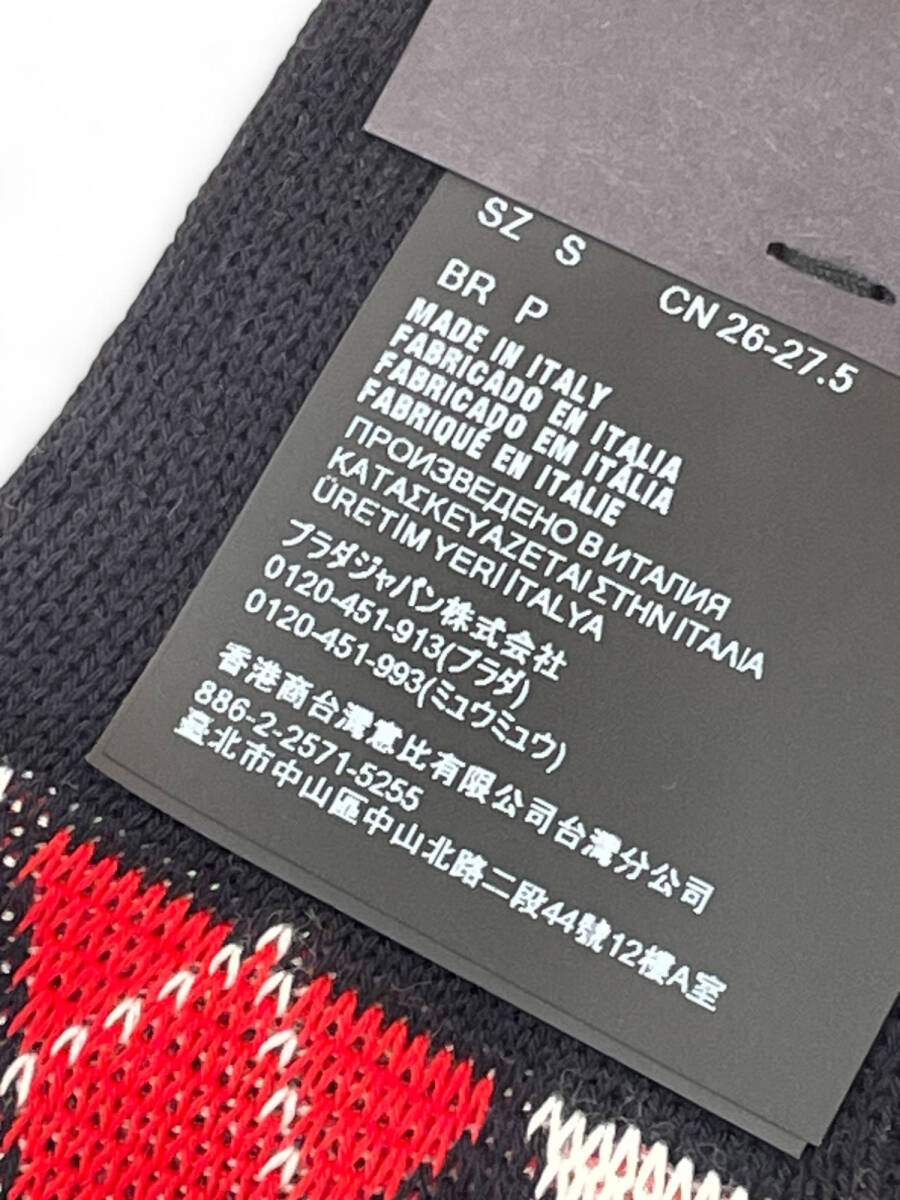 SZ S
BR P CN 26-27.5
MADE IN ITALY
FABRICADO EN ITALIA
FABRICADO EM ITÁLIA
FABRIQUÉ EN ITALIE
ПРОИЗВЕДЕНО В ИТАЛИЯ
ΚΑΤΑΣΚΕΥΑΖΕΤΑΙ ΣΤΗΝ ΙΤΑΛΙΑ
ÜRETIM YERI ITALYA
プラダジャパン株式会社
0120-451-913(プラダ)
0120-451-993(ミュウミュウ)
香港商台灣惠比有限公司台灣分公司
886-2-2571-5255
臺北市中山區中山北路二段44號12樓A室